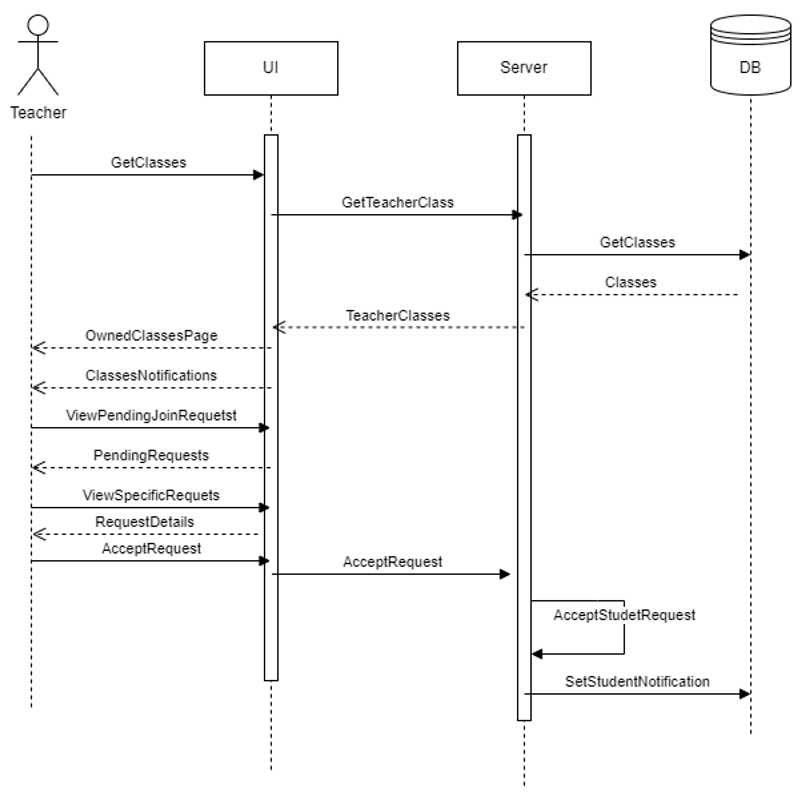 Teacher
UI
Server
DB
GetClasses
GetTeacherClass
GetClasses
Classes
TeacherClasses
OwnedClassesPage
ClassesNotifications
ViewPendingJoinRequetst
PendingRequests
ViewSpecificRequets
RequestDetails
AcceptRequest
AcceptRequest
AcceptStudetRequest
SetStudentNotification